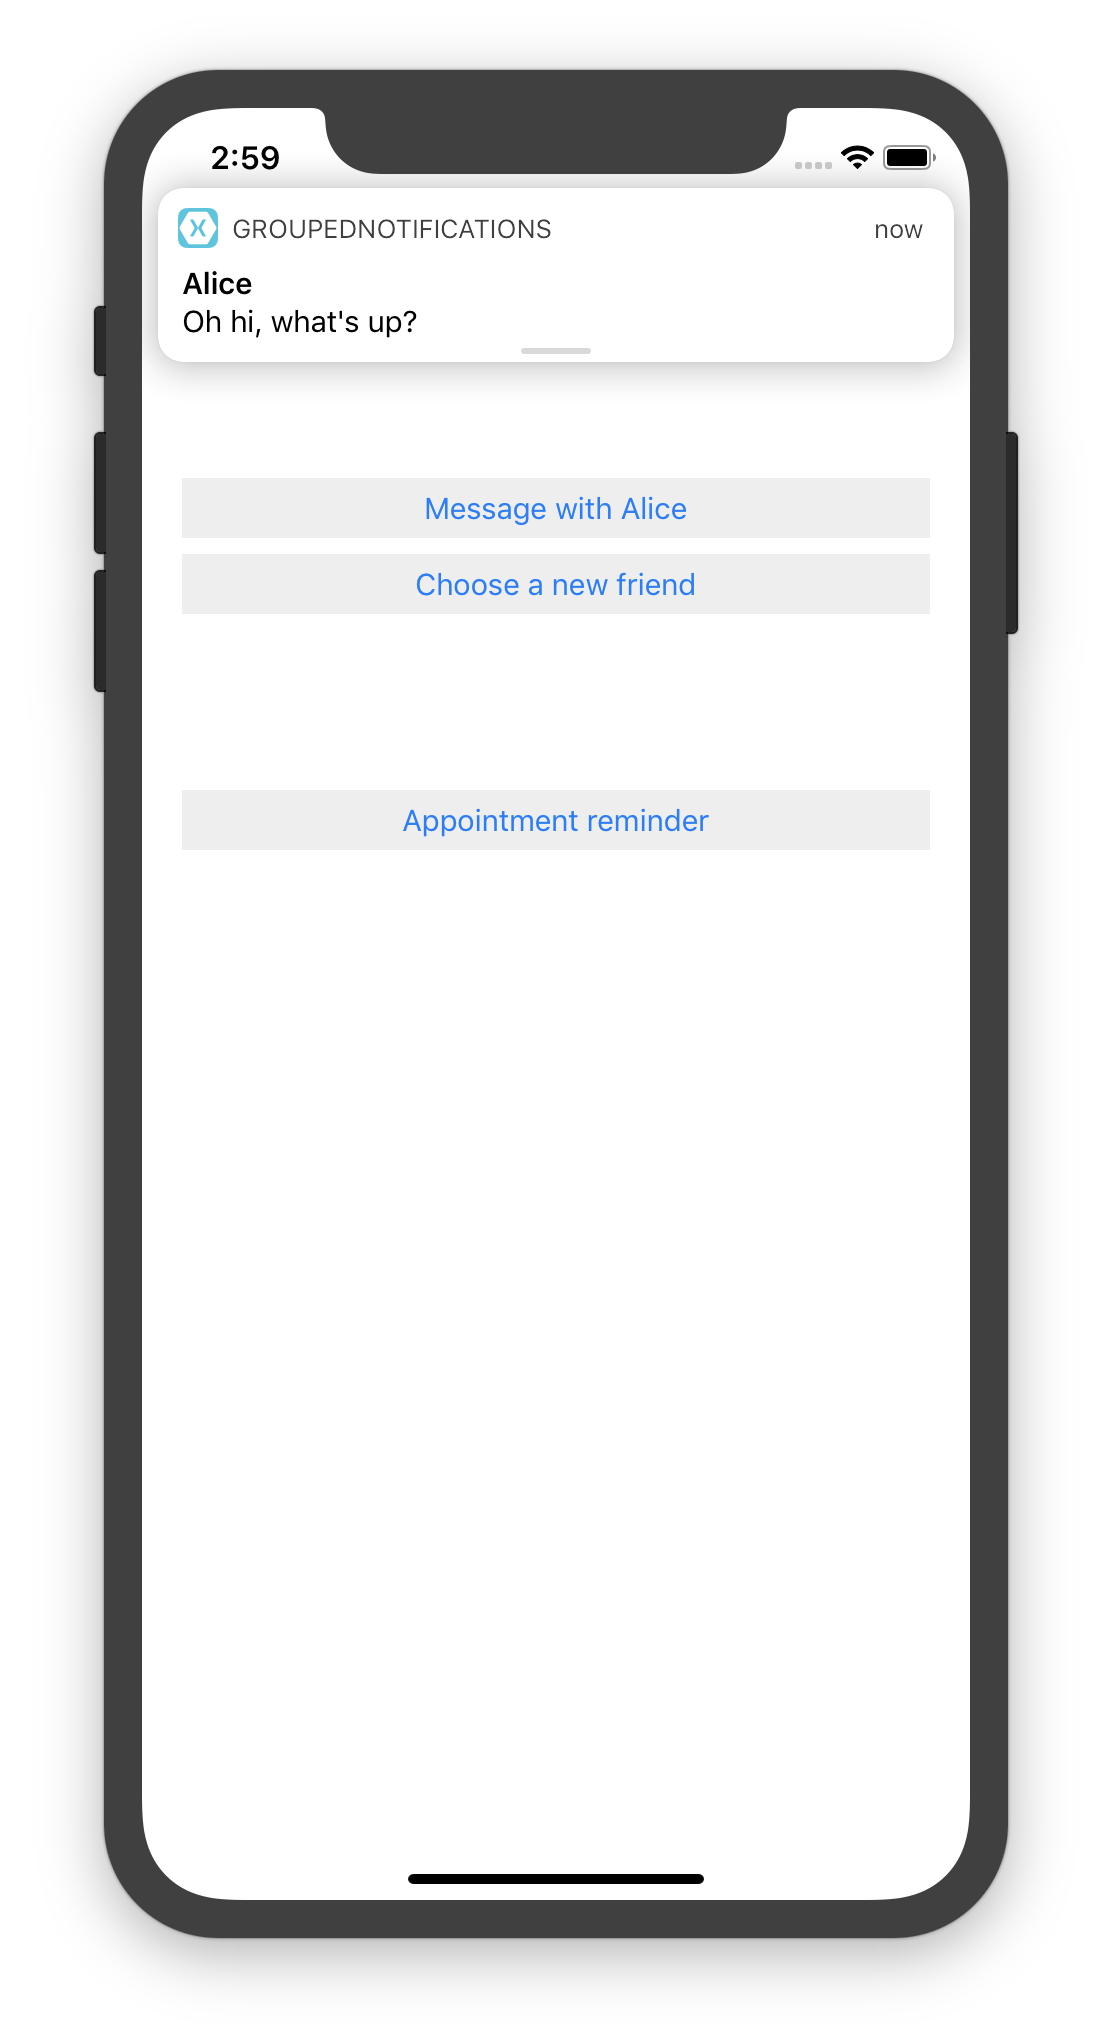 2:59
GROUPEDNOTIFICATIONS now
Alice
Oh hi, what's up?
Message with Alice
Choose a new friend
Appointment reminder